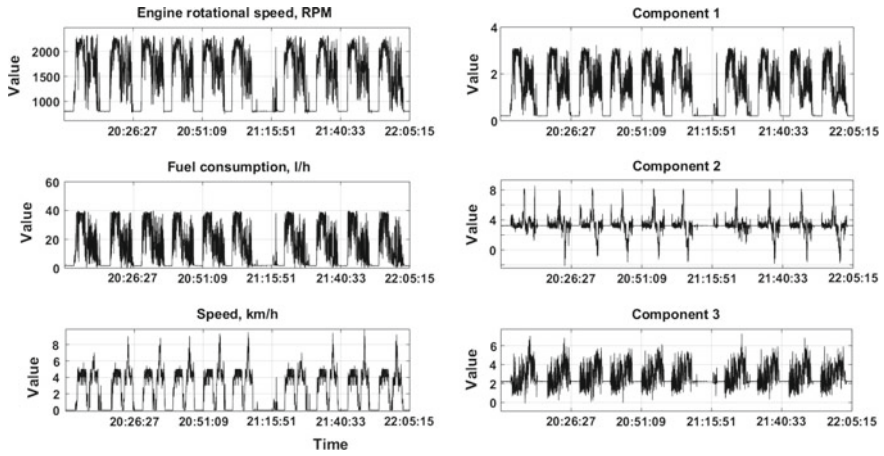 Engine rotational speed, RPM
Value
2000
1500
1000
20:26:27 20:51:09 21:15:51 21:40:33 22:05:15
Component 1
Value
4
2
0
20:26:27 20:51:09 21:15:51 21:40:33 22:05:15
Fuel consumption, l/h
Value
60
40
20
0
20:26:27 20:51:09 21:15:51 21:40:33 22:05:15
Component 2
Value
8
4
0
20:26:27 20:51:09 21:15:51 21:40:33 22:05:15
Speed, km/h
Value
8
6
4
2
0
20:26:27 20:51:09 21:15:51 21:40:33 22:05:15
Time
Component 3
Value
6
4
2
0
20:26:27 20:51:09 21:15:51 21:40:33 22:05:15